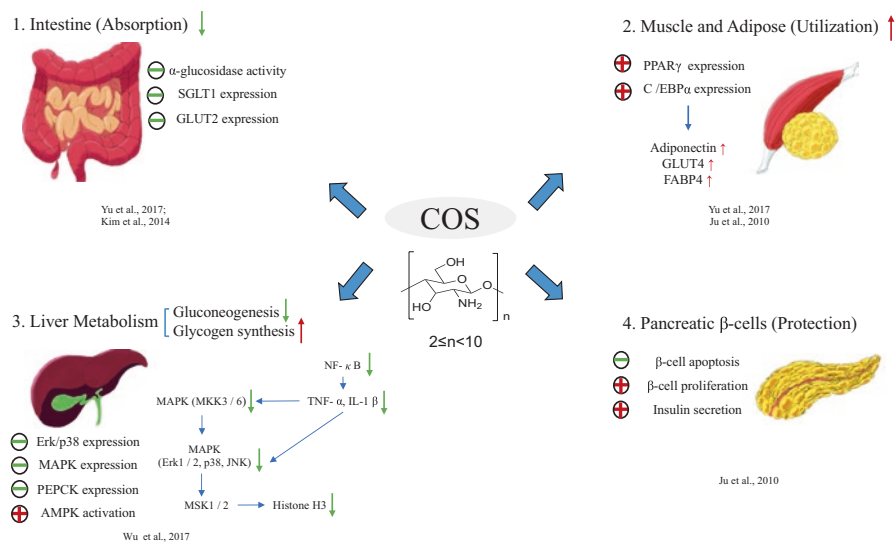 1. Intestine (Absorption) ↓
α-glucosidase activity
SGLT1 expression
GLUT2 expression
Yu et al., 2017;
Kim et al., 2014
2. Muscle and Adipose (Utilization) ↑
PPARγ expression
C /EBPα expression
Adiponectin ↑
GLUT4 ↑
FABP4 ↑
Yu et al., 2017
Ju et al., 2010
COS
OH
O
O
HO
NH₂
n
2≤n<10
3. Liver Metabolism
Gluconeogenesis ↓
Glycogen synthesis ↑
NF- κ B ↓
MAPK (MKK3 / 6) ↓
TNF- α, IL-1 β ↓
MAPK
(Erk1 / 2, p38, JNK) ↓
MSK1 / 2
Histone H3 ↓
Erk/p38 expression
MAPK expression
PEPCK expression
AMPK activation
Wu et al., 2017
4. Pancreatic β-cells (Protection)
β-cell apoptosis
β-cell proliferation
Insulin secretion
Ju et al., 2010